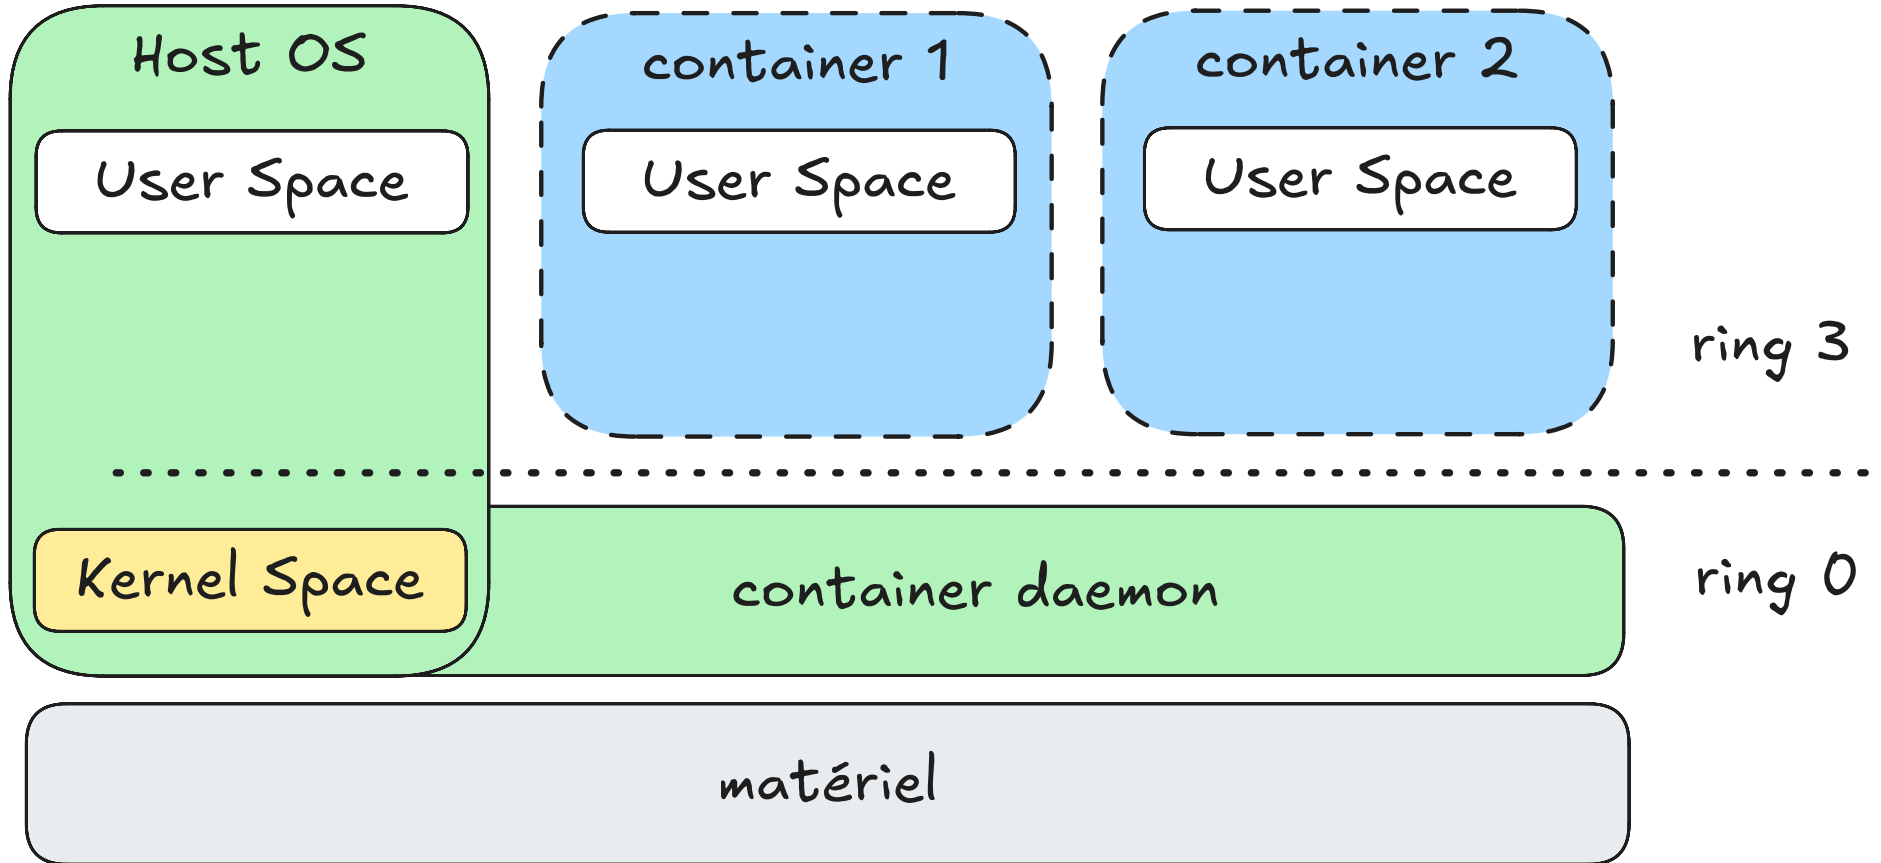 Host OS
container 1
container 2
User Space
User Space
User Space
ring 3
Kernel Space
container daemon
ring 0
matériel